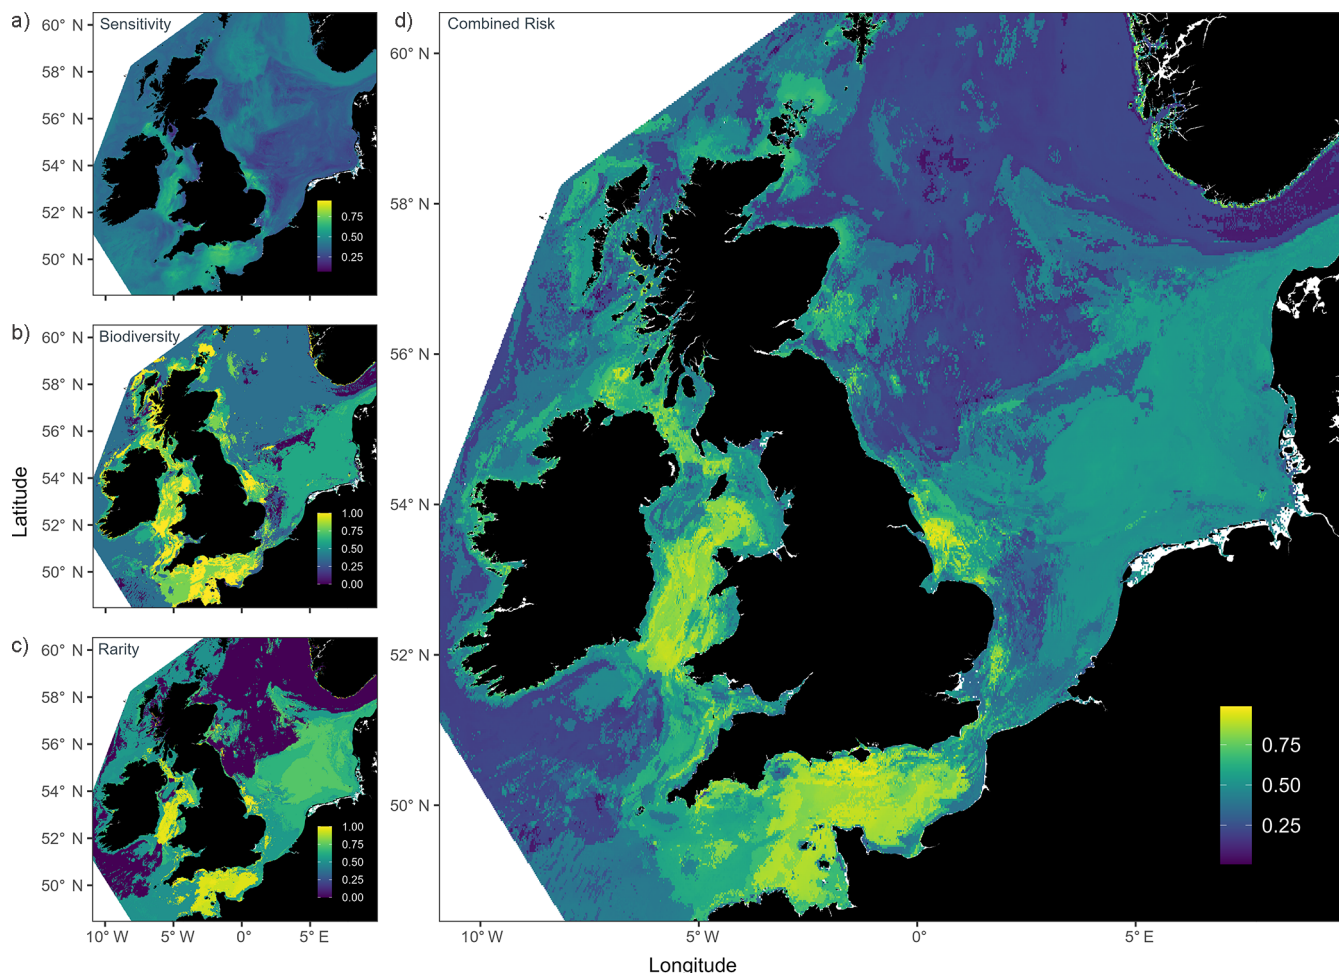 a)
Sensitivity
60° N
58° N
56° N
54° N
52° N
50° N
0.75
0.50
0.25
b)
Biodiversity
60° N
58° N
56° N
54° N
52° N
50° N
1.00
0.75
0.50
0.25
0.00
c)
Rarity
60° N
58° N
56° N
54° N
52° N
50° N
1.00
0.75
0.50
0.25
0.00
10° W
5° W
0°
5° E
Latitude
d)
Combined Risk
60° N
58° N
56° N
54° N
52° N
50° N
0.75
0.50
0.25
10° W
5° W
0°
5° E
Longitude